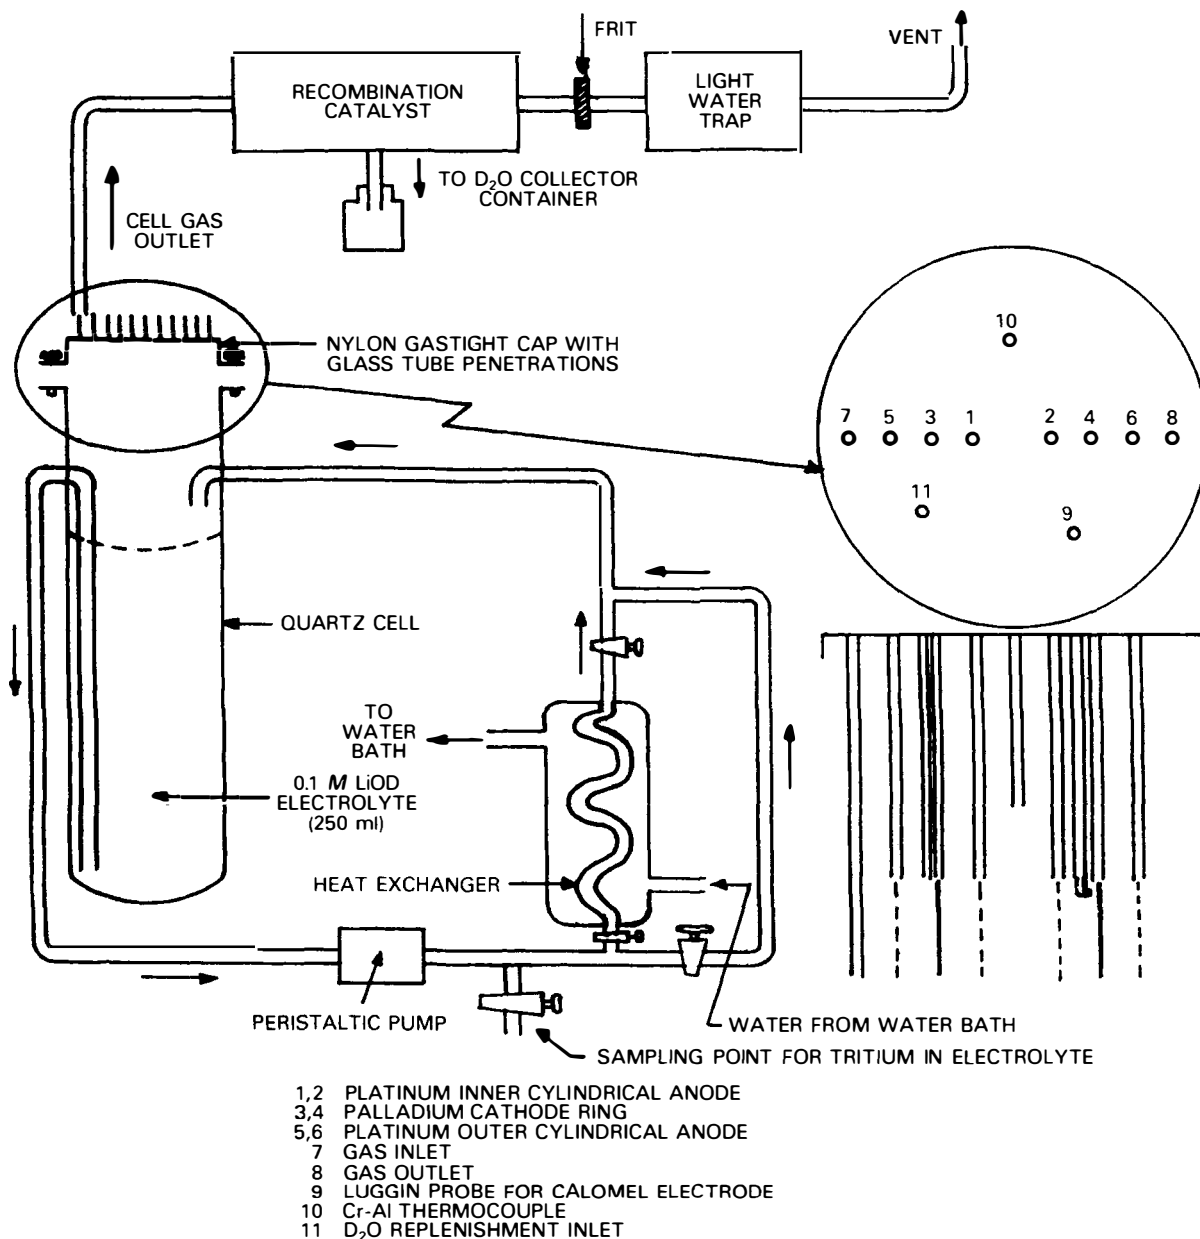 FRIT
VENT
RECOMBINATION
CATALYST
LIGHT
WATER
TRAP
TO D₂O COLLECTOR
CONTAINER
CELL GAS
OUTLET
NYLON GASTIGHT CAP WITH
GLASS TUBE PENETRATIONS
10
7 5 3 1 2 4 6 8
11
9
QUARTZ CELL
TO
WATER
BATH
0.1 M LiOD
ELECTROLYTE
(250 ml)
HEAT EXCHANGER
PERISTALTIC PUMP
WATER FROM WATER BATH
SAMPLING POINT FOR TRITIUM IN ELECTROLYTE
1,2 PLATINUM INNER CYLINDRICAL ANODE
3,4 PALLADIUM CATHODE RING
5,6 PLATINUM OUTER CYLINDRICAL ANODE
7 GAS INLET
8 GAS OUTLET
9 LUGGIN PROBE FOR CALOMEL ELECTRODE
10 Cr-Al THERMOCOUPLE
11 D₂O REPLENISHMENT INLET